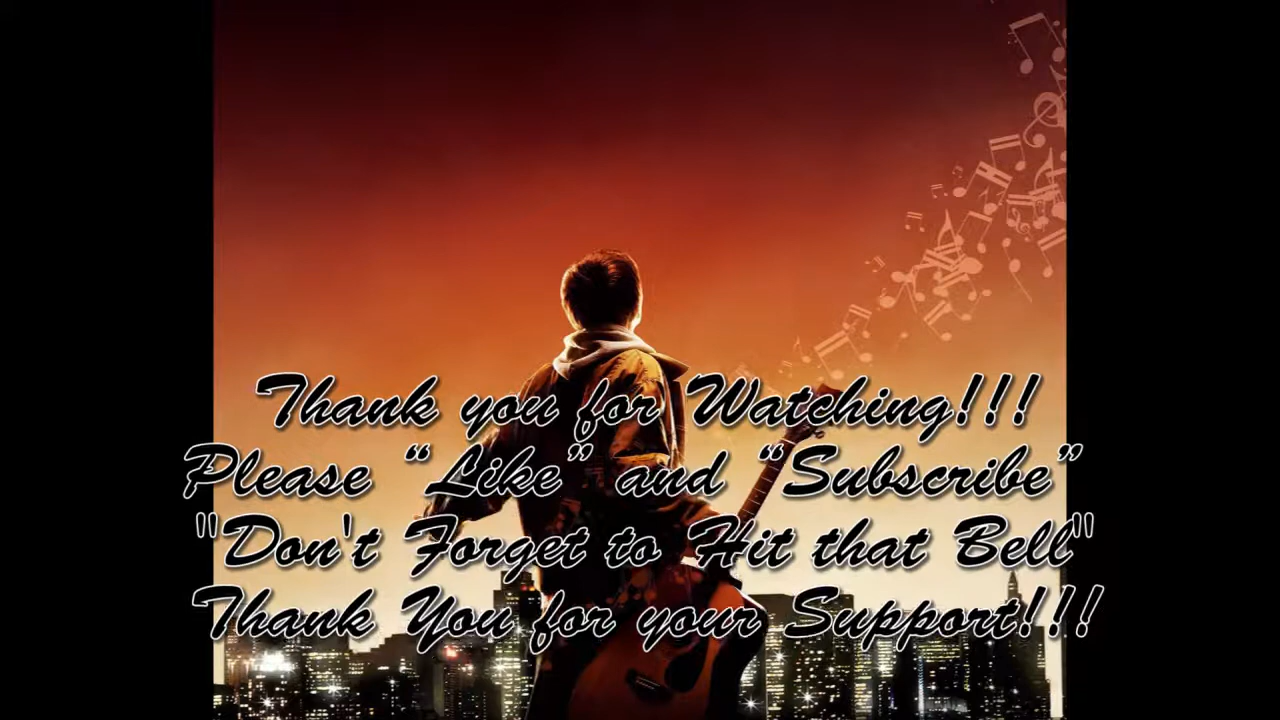 Thank you for Watching!!!
Please “Like” and “Subscribe”
"Don't Forget to Hit that Bell"
Thank You for your Support!!!